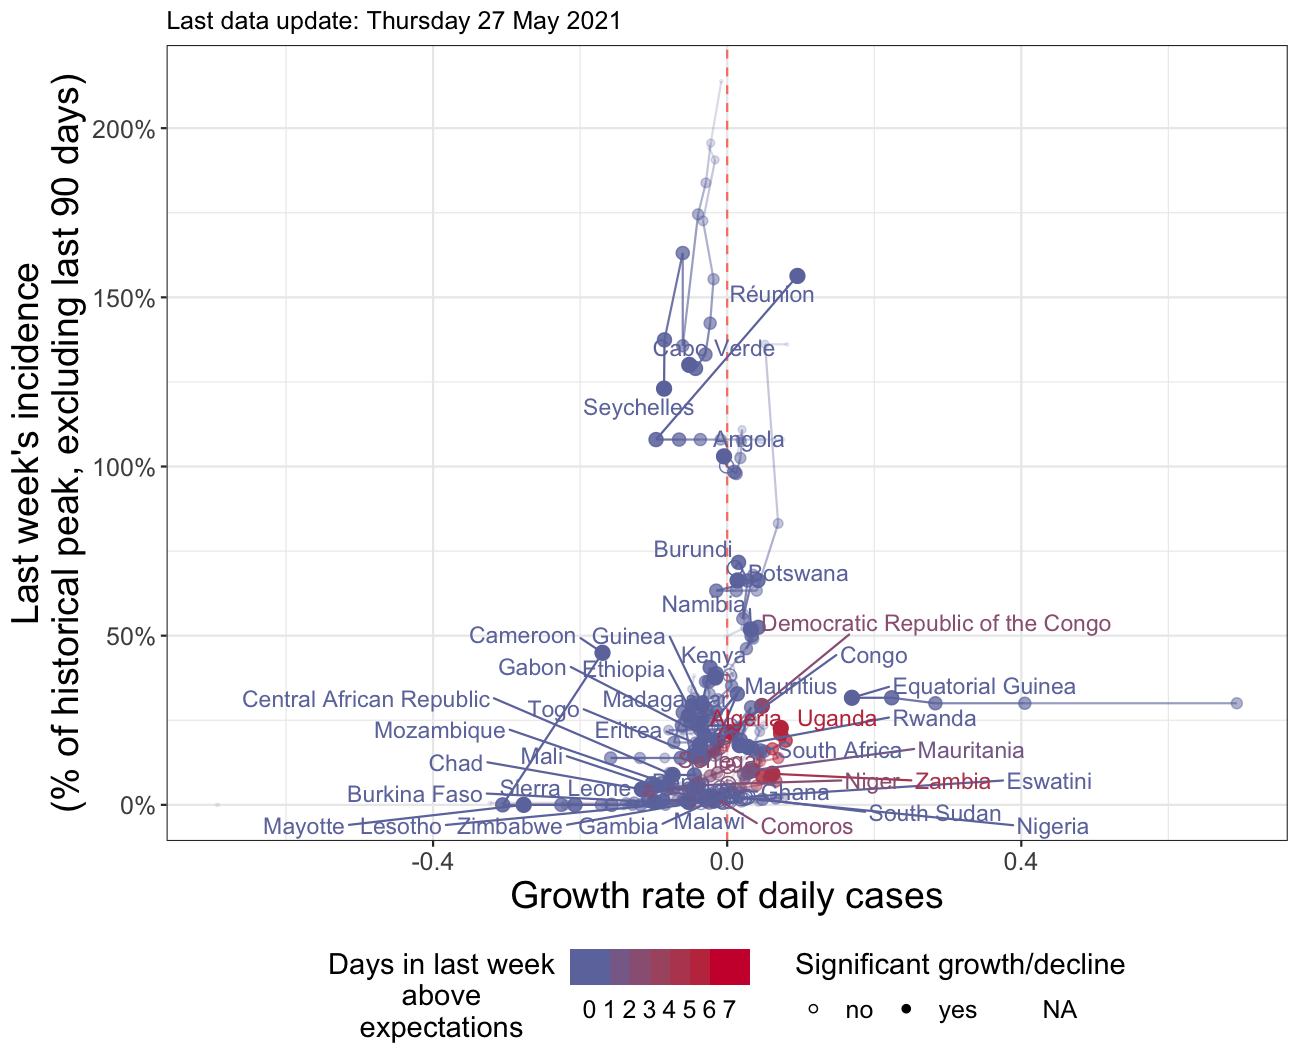 Last data update: Thursday 27 May 2021
Last week's incidence
(% of historical peak, excluding last 90 days)
200%
150%
100%
50%
0%
Réunion
Cabo Verde
Seychelles
Angola
Burundi
Botswana
Namibia
Democratic Republic of the Congo
Cameroon
Guinea
Kenya
Congo
Gabon
Ethiopia
Mauritius
Equatorial Guinea
Central African Republic
Madagascar
Togo
Algeria
Uganda
Rwanda
Mozambique
Eritrea
South Africa
Mauritania
Mali
Senegal
Chad
Niger
Zambia
Eswatini
Burkina Faso
Sierra Leone
Ghana
South Sudan
Mayotte
Lesotho
Zimbabwe
Gambia
Malawi
Comoros
Nigeria
-0.4
0.0
0.4
Growth rate of daily cases
Days in last week
above
expectations
0 1 2 3 4 5 6 7
Significant growth/decline
no
yes
NA